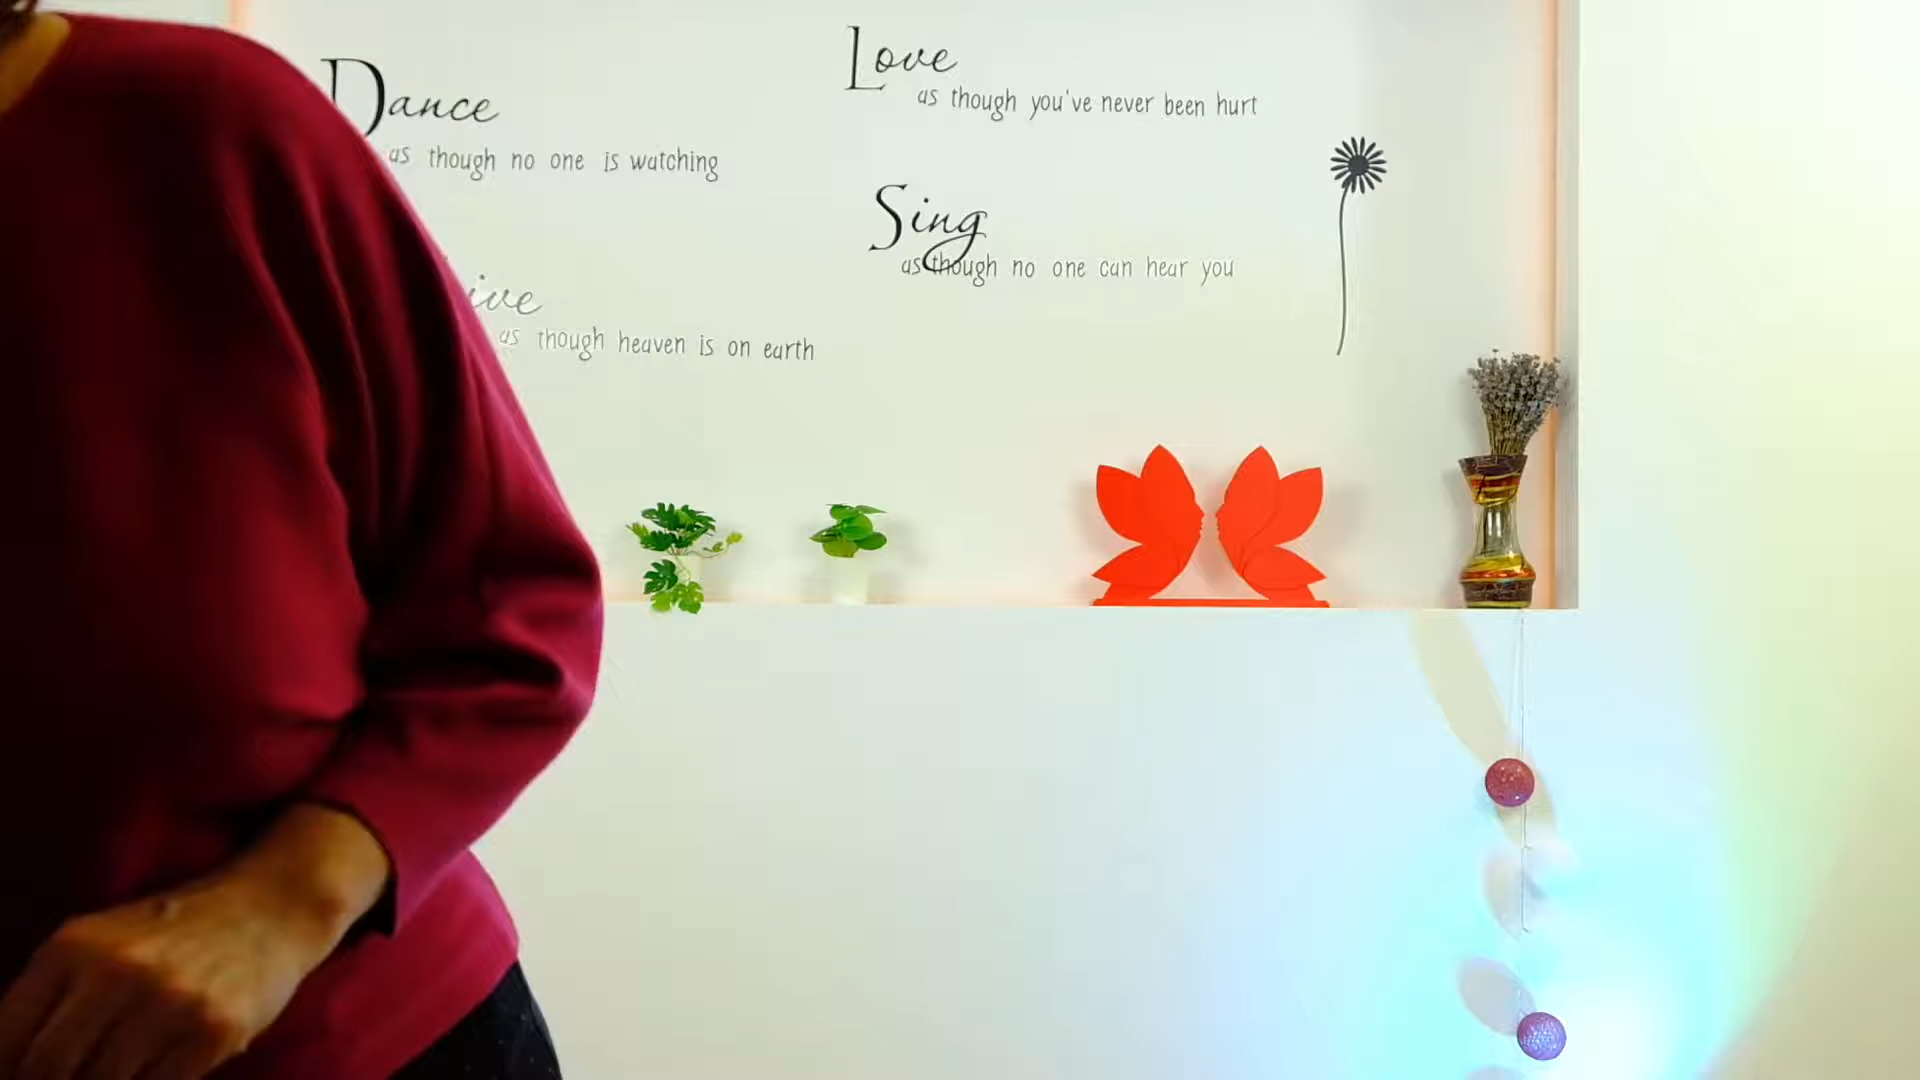 Dance
as though no one is watching
ive
as though heaven is on earth
Love
as though you've never been hurt
Sing
as though no one can hear you